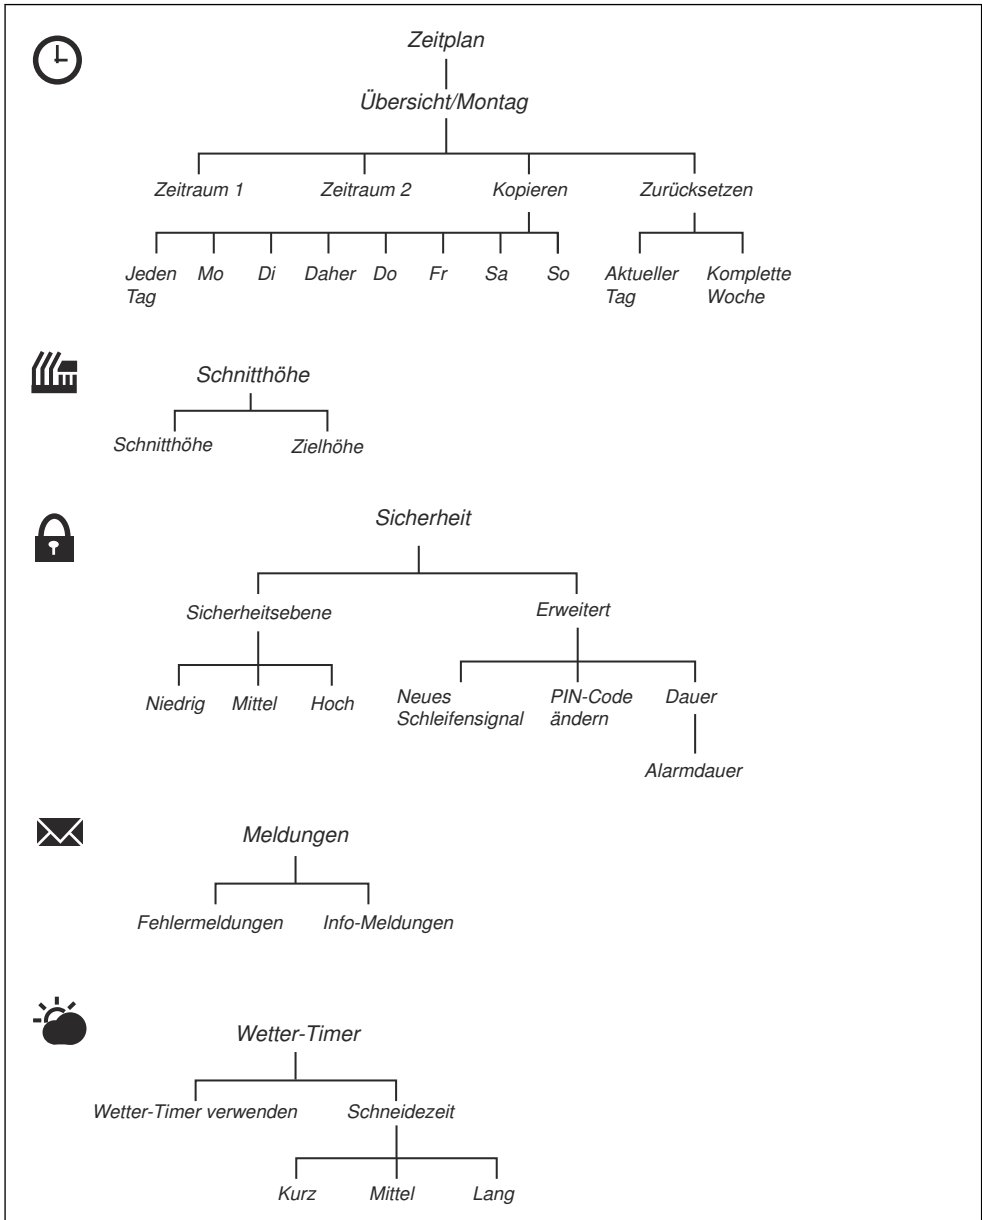 Zeitplan
Übersicht/Montag
Zeitraum 1 Zeitraum 2 Kopieren Zurücksetzen
Jeden Tag Mo Di Daher Do Fr Sa So Aktueller Tag Komplette Woche
Schnitthöhe
Schnitthöhe Zielhöhe
Sicherheit
Sicherheitsebene Erweitert
Niedrig Mittel Hoch Neues Schleifensignal PIN-Code ändern Dauer
Alarmdauer
Meldungen
Fehlermeldungen Info-Meldungen
Wetter-Timer
Wetter-Timer verwenden Schneidezeit
Kurz Mittel Lang